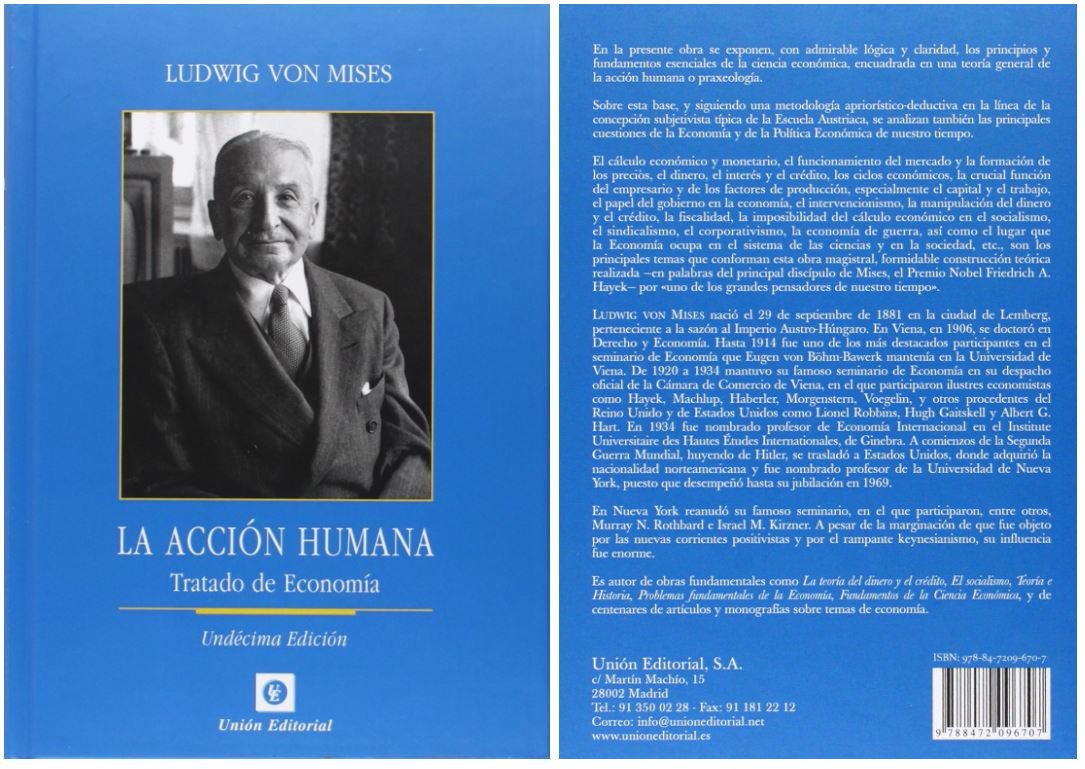 LUDWIG VON MISES
LA ACCIÓN HUMANA
Tratado de Economía
Undécima Edición
UE
Unión Editorial
En la presente obra se exponen, con admirable lógica y claridad, los principios y
fundamentos esenciales de la ciencia económica, encuadrada en una teoría general de
la acción humana o praxeología.
Sobre esta base, y siguiendo una metodología apriorístico-deductiva en la línea de la
concepción subjetivista típica de la Escuela Austriaca, se analizan también las principales
cuestiones de la Economía y de la Política Económica de nuestro tiempo.
El cálculo económico y monetario, el funcionamiento del mercado y la formación de
los precios, el dinero, el interés y el crédito, los ciclos económicos, la crucial función
del empresario y de los factores de producción, especialmente el capital y el trabajo,
el papel del gobierno en la economía, el intervencionismo, la manipulación del dinero
y el crédito, la fiscalidad, la imposibilidad del cálculo económico en el socialismo,
el sindicalismo, el corporativismo, la economía de guerra, así como el lugar que
la Economía ocupa en el sistema de las ciencias y en la sociedad, etc., son los
principales temas que conforman esta obra magistral, formidable construcción teórica
realizada –en palabras del principal discípulo de Mises, el Premio Nobel Friedrich A.
Hayek– por «uno de los grandes pensadores de nuestro tiempo».
LUDWIG VON MISES nació el 29 de septiembre de 1881 en la ciudad de Lemberg,
perteneciente a la sazón al Imperio Austro-Húngaro. En Viena, en 1906, se doctoró en
Derecho y Economía. Hasta 1914 fue uno de los más destacados participantes en el
seminario de Economía que Eugen von Böhm-Bawerk mantenía en la Universidad de
Viena. De 1920 a 1934 mantuvo su famoso seminario de Economía en su despacho
oficial de la Cámara de Comercio de Viena, en el que participaron ilustres economistas
como Hayek, Machlup, Haberler, Morgenstern, Voegelin, y otros procedentes del
Reino Unido y de Estados Unidos como Lionel Robbins, Hugh Gaitskell y Albert G.
Hart. En 1934 fue nombrado profesor de Economía Internacional en el Institute
Universitaire des Hautes Études Internationales, de Ginebra. A comienzos de la Segunda
Guerra Mundial, huyendo de Hitler, se trasladó a Estados Unidos, donde adquirió la
nacionalidad norteamericana y fue nombrado profesor de la Universidad de Nueva
York, puesto que desempeñó hasta su jubilación en 1969.
En Nueva York reanudó su famoso seminario, en el que participaron, entre otros,
Murray N. Rothbard e Israel M. Kirzner. A pesar de la marginación de que fue objeto
por las nuevas corrientes positivistas y por el rampante keynesianismo, su influencia
fue enorme.
Es autor de obras fundamentales como La teoría del dinero y el crédito, El socialismo, Teoría e
Historia, Problemas fundamentales de la Economía, Fundamentos de la Ciencia Económica, y de
centenares de artículos y monografías sobre temas de economía.
Unión Editorial, S.A.
c/ Martín Machío, 15
28002 Madrid
Tel.: 91 350 02 28 - Fax: 91 181 22 12
Correo: info@unioneditorial.net
www.unioneditorial.es
ISBN: 978-84-7209-670-7
9 788472 096707